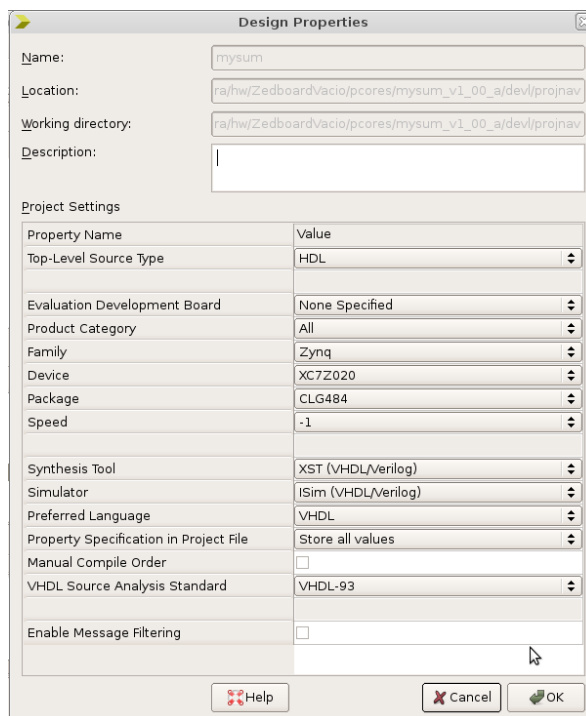 Design Properties
Name: mysum
Location: ra/hw/ZedboardVacio/pcores/mysum_v1_00_a/devl/projnav
Working directory: ra/hw/ZedboardVacio/pcores/mysum_v1_00_a/devl/projnav
Description:
Project Settings
Property Name Value
Top-Level Source Type HDL
Evaluation Development Board None Specified
Product Category All
Family Zynq
Device XC7Z020
Package CLG484
Speed -1
Synthesis Tool XST (VHDL/Verilog)
Simulator ISim (VHDL/Verilog)
Preferred Language VHDL
Property Specification in Project File Store all values
Manual Compile Order
VHDL Source Analysis Standard VHDL-93
Enable Message Filtering
Help Cancel OK